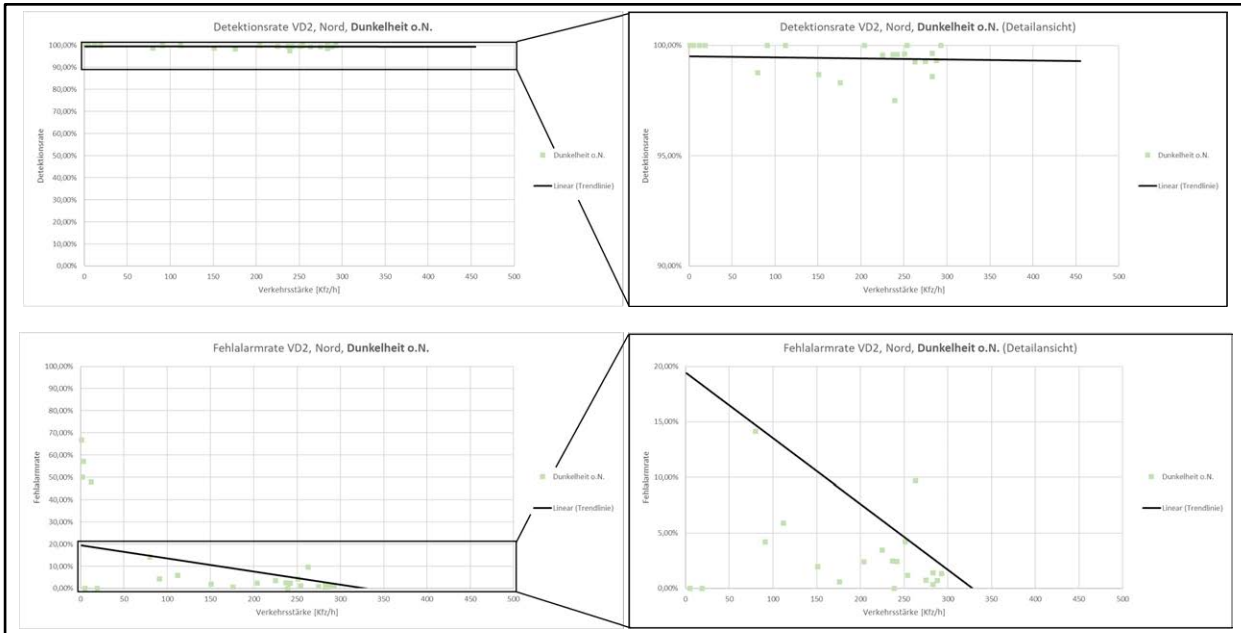 Detektionsrate VD2, Nord, Dunkelheit o.N.
100,00%
90,00%
80,00%
70,00%
60,00%
50,00%
40,00%
30,00%
20,00%
10,00%
0,00%
Detektionsrate
0 50 100 150 200 250 300 350 400 450 500
Verkehrsstärke [Kfz/h]
Dunkelheit o.N.
Linear (Trendlinie)
Detektionsrate VD2, Nord, Dunkelheit o.N. (Detailansicht)
100,00%
95,00%
90,00%
Detektionsrate
0 50 100 150 200 250 300 350 400 450 500
Verkehrsstärke [Kfz/h]
Dunkelheit o.N.
Linear (Trendlinie)
Fehlalarmrate VD2, Nord, Dunkelheit o.N.
100,00%
90,00%
80,00%
70,00%
60,00%
50,00%
40,00%
30,00%
20,00%
10,00%
0,00%
Fehlalarmrate
0 50 100 150 200 250 300 350 400 450 500
Verkehrsstärke [Kfz/h]
Dunkelheit o.N.
Linear (Trendlinie)
Fehlalarmrate VD2, Nord, Dunkelheit o.N. (Detailansicht)
20,00%
15,00%
10,00%
5,00%
0,00%
Fehlalarmrate
0 50 100 150 200 250 300 350 400 450 500
Verkehrsstärke [Kfz/h]
Dunkelheit o.N.
Linear (Trendlinie)